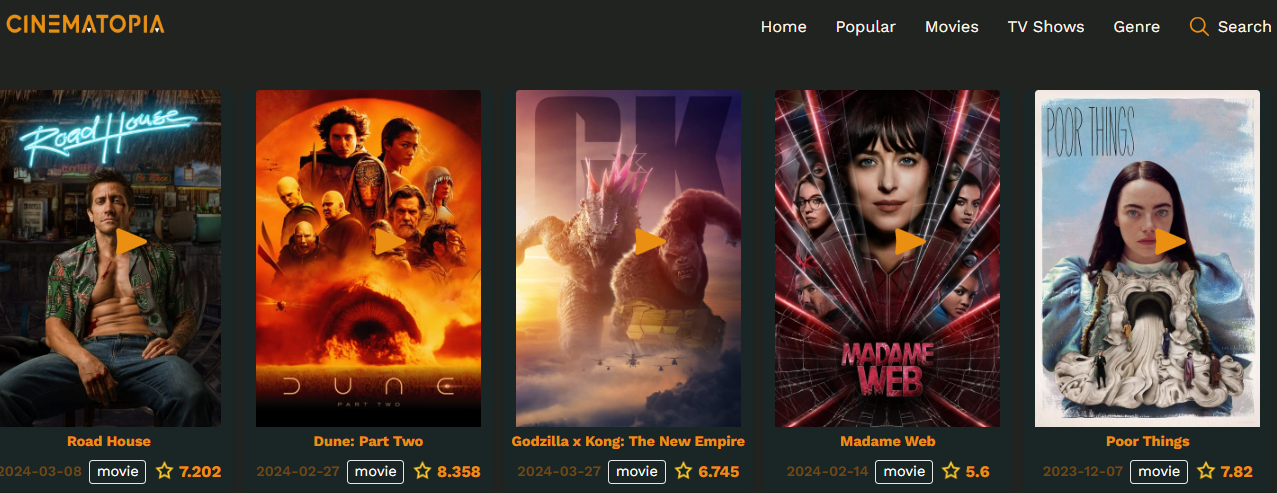 CINEMATOPIA
Home Popular Movies TV Shows Genre Search
Road House
DUNE
PART TWO
GK
MADAME
WEB
POOR THINGS
Road House
2024-03-08 movie 7.202
Dune: Part Two
2024-02-27 movie 8.358
Godzilla x Kong: The New Empire
2024-03-27 movie 6.745
Madame Web
2024-02-14 movie 5.6
Poor Things
2023-12-07 movie 7.82